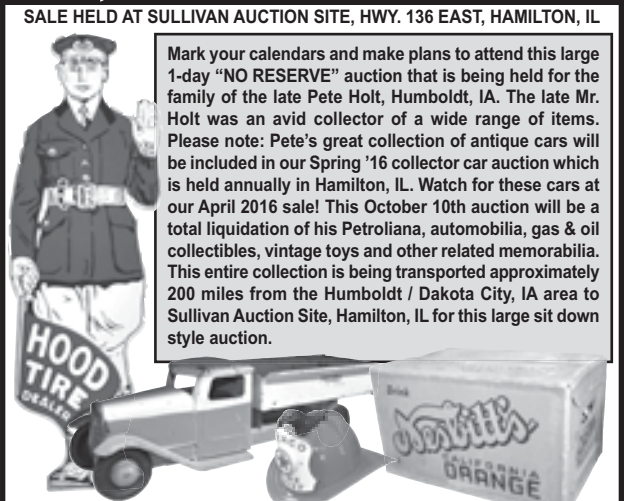 SALE HELD AT SULLIVAN AUCTION SITE, HWY. 136 EAST, HAMILTON, IL
Mark your calendars and make plans to attend this large
1-day “NO RESERVE” auction that is being held for the
family of the late Pete Holt, Humboldt, IA. The late Mr.
Holt was an avid collector of a wide range of items.
Please note: Pete's great collection of antique cars will
be included in our Spring '16 collector car auction which
is held annually in Hamilton, IL. Watch for these cars at
our April 2016 sale! This October 10th auction will be a
total liquidation of his Petroliana, automobilia, gas & oil
collectibles, vintage toys and other related memorabilia.
This entire collection is being transported approximately
200 miles from the Humboldt / Dakota City, IA area to
Sullivan Auction Site, Hamilton, IL for this large sit down
style auction.
HOOD
TIRE
DEALER
Drink
Nesbitt's
CALIFORNIA
ORANGE